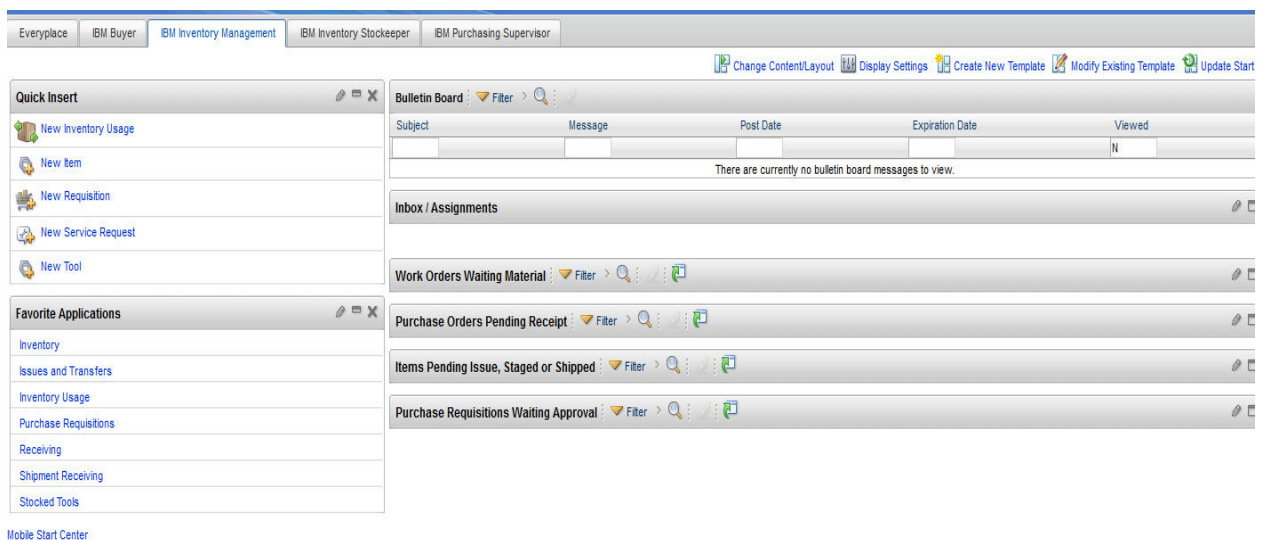 Everyplace IBM Buyer IBM Inventory Management IBM Inventory Stockeeper IBM Purchasing Supervisor
Change Content/Layout Display Settings Create New Template Modify Existing Template Update Start
Quick Insert
New Inventory Usage
New Item
New Requisition
New Service Request
New Tool
Favorite Applications
Inventory
Issues and Transfers
Inventory Usage
Purchase Requisitions
Receiving
Shipment Receiving
Stocked Tools
Mobile Start Center
Bulletin Board Filter
Subject Message Post Date Expiration Date Viewed
N
There are currently no bulletin board messages to view.
Inbox / Assignments
Work Orders Waiting Material Filter
Purchase Orders Pending Receipt Filter
Items Pending Issue, Staged or Shipped Filter
Purchase Requisitions Waiting Approval Filter